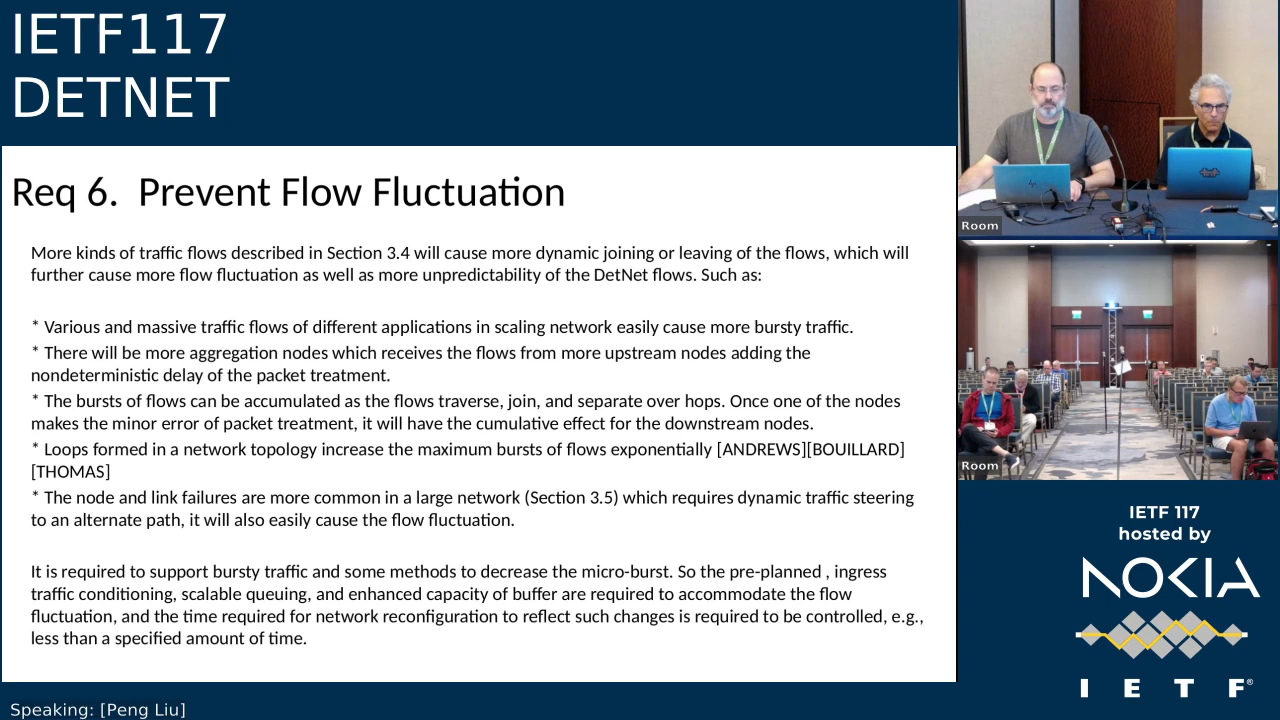 IETF117
DETNET
Req 6.  Prevent Flow Fluctuation
More kinds of traffic flows described in Section 3.4 will cause more dynamic joining or leaving of the flows, which will
further cause more flow fluctuation as well as more unpredictability of the DetNet flows. Such as:
* Various and massive traffic flows of different applications in scaling network easily cause more bursty traffic.
* There will be more aggregation nodes which receives the flows from more upstream nodes adding the
nondeterministic delay of the packet treatment.
* The bursts of flows can be accumulated as the flows traverse, join, and separate over hops. Once one of the nodes
makes the minor error of packet treatment, it will have the cumulative effect for the downstream nodes.
* Loops formed in a network topology increase the maximum bursts of flows exponentially [ANDREWS][BOUILLARD]
[THOMAS]
* The node and link failures are more common in a large network (Section 3.5) which requires dynamic traffic steering
to an alternate path, it will also easily cause the flow fluctuation.
It is required to support bursty traffic and some methods to decrease the micro-burst. So the pre-planned , ingress
traffic conditioning, scalable queuing, and enhanced capacity of buffer are required to accommodate the flow
fluctuation, and the time required for network reconfiguration to reflect such changes is required to be controlled, e.g.,
less than a specified amount of time.
Speaking: [Peng Liu]
Room
Room
IETF 117
hosted by
NOKIA
I E T F®